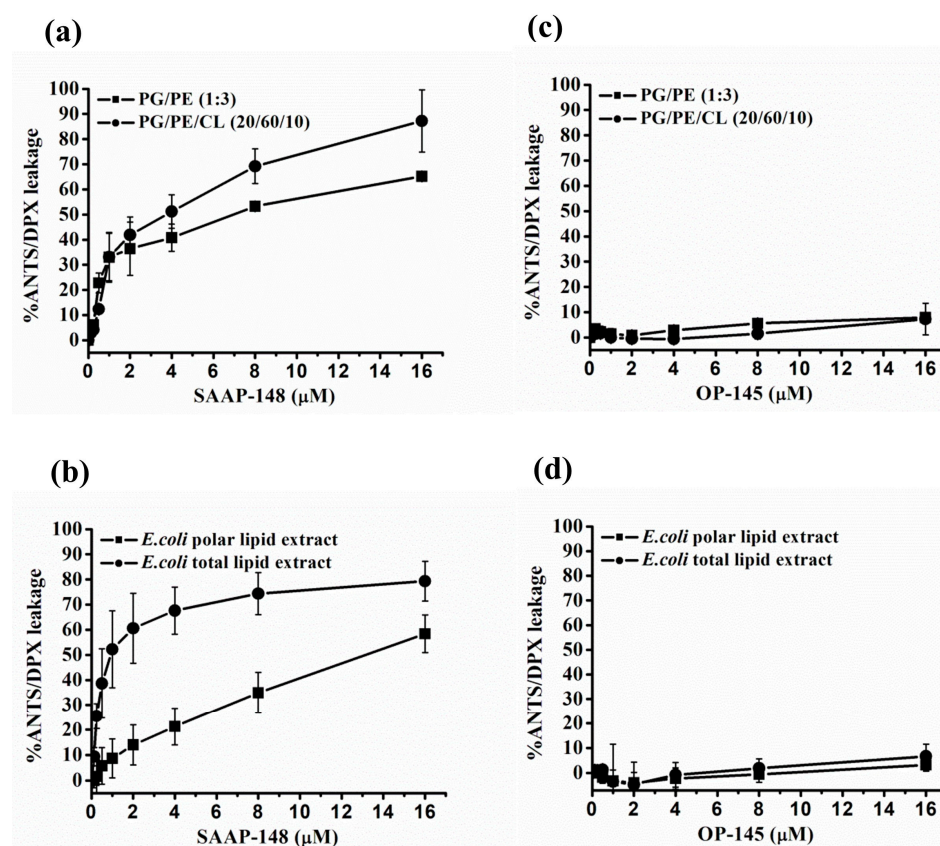 (a)
100
90
80
70
60
50
40
30
20
10
0
%ANTS/DPX leakage
PG/PE (1:3)
PG/PE/CL (20/60/10)
0 2 4 6 8 10 12 14 16
SAAP-148 (μM)
(c)
100
90
80
70
60
50
40
30
20
10
0
%ANTS/DPX leakage
PG/PE (1:3)
PG/PE/CL (20/60/10)
0 2 4 6 8 10 12 14 16
OP-145 (μM)
(b)
100
90
80
70
60
50
40
30
20
10
0
%ANTS/DPX leakage
E.coli polar lipid extract
E.coli total lipid extract
0 2 4 6 8 10 12 14 16
SAAP-148 (μM)
(d)
100
90
80
70
60
50
40
30
20
10
0
%ANTS/DPX leakage
E.coli polar lipid extract
E.coli total lipid extract
0 2 4 6 8 10 12 14 16
OP-145 (μM)